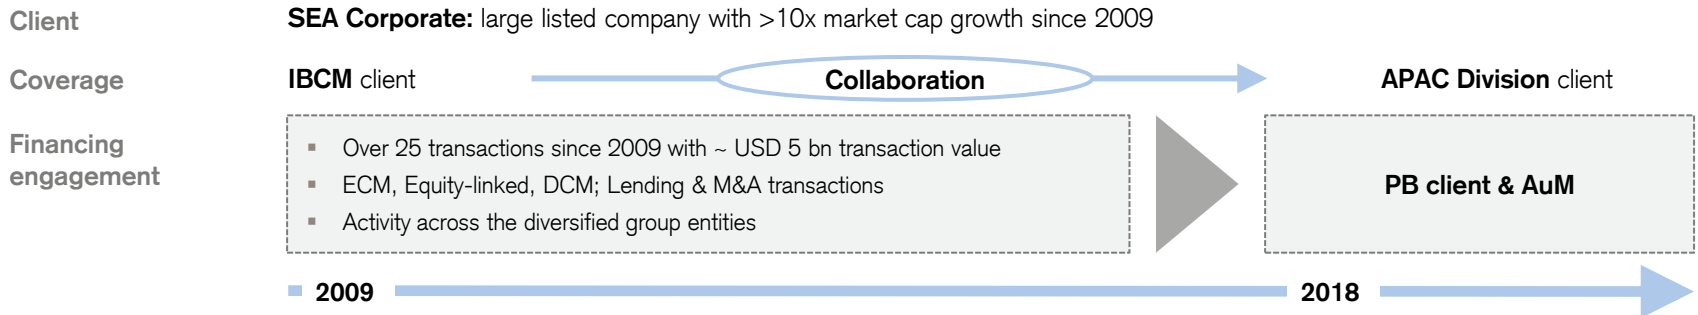 Client
SEA Corporate: large listed company with >10x market cap growth since 2009
Coverage
IBCM client
Collaboration
APAC Division client
Financing
engagement
▪ Over 25 transactions since 2009 with ~ USD 5 bn transaction value
▪ ECM, Equity-linked, DCM; Lending & M&A transactions
▪ Activity across the diversified group entities
PB client & AuM
2009
2018